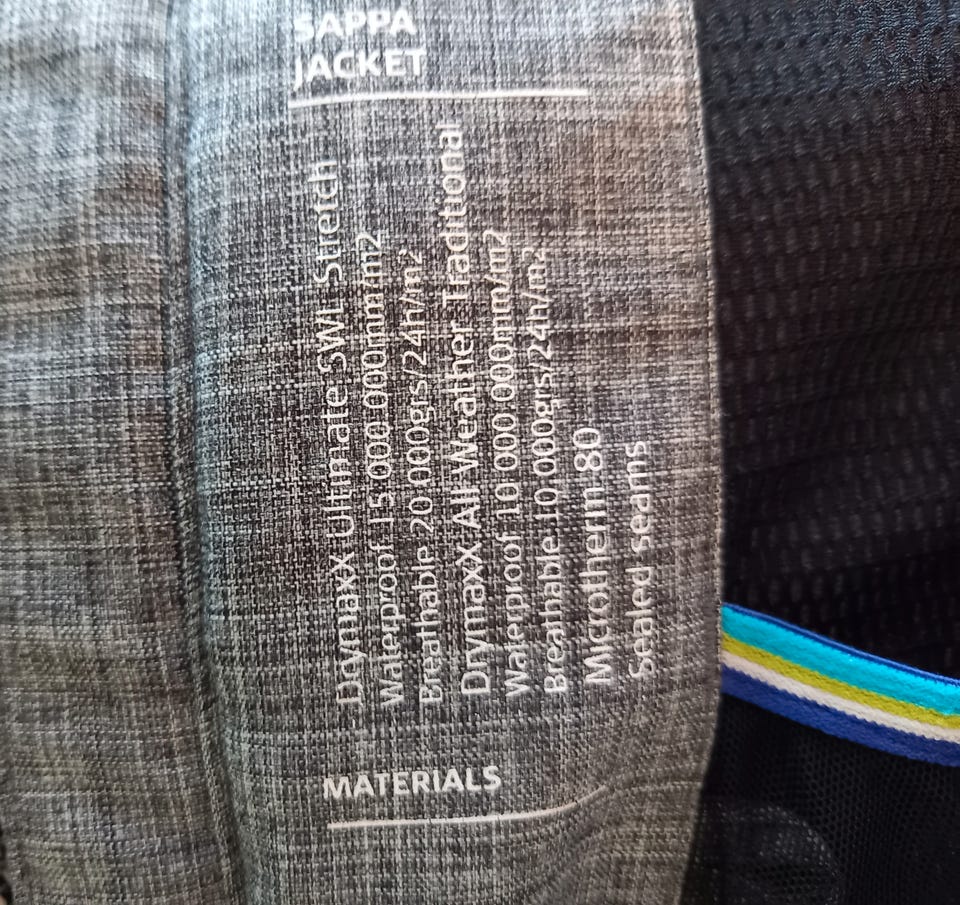 SAPPA
JACKET
Drymaxx Ultimate SWL Stretch
Waterproof 15 000 000mm/m2
Breathable 20 000grs/24h/m2
Drymaxx All Weather Traditional
Waterproof 10 000 000mm/m2
Breathable 10 000grs/24h/m2
Microtherm 80
Sealed seams
MATERIALS